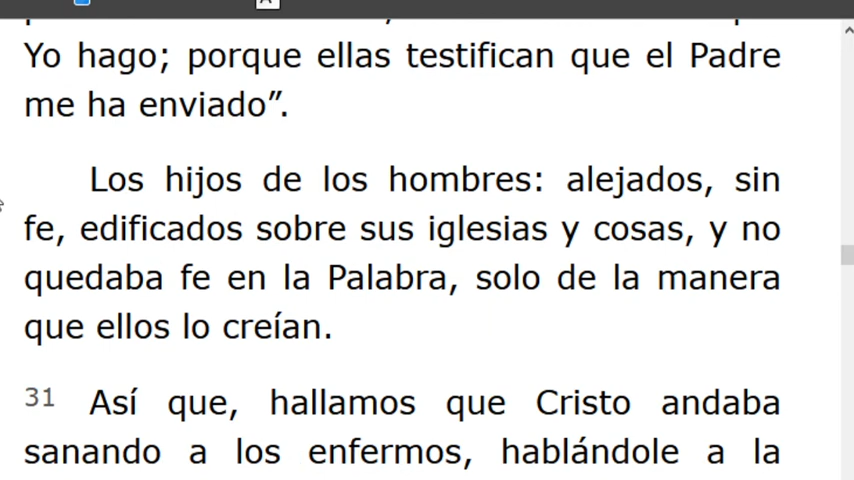 Yo hago; porque ellas testifican que el Padre
me ha enviado”.
Los hijos de los hombres: alejados, sin
fe, edificados sobre sus iglesias y cosas, y no
quedaba fe en la Palabra, solo de la manera
que ellos lo creían.
31 Así que, hallamos que Cristo andaba
sanando a los enfermos, hablándole a la